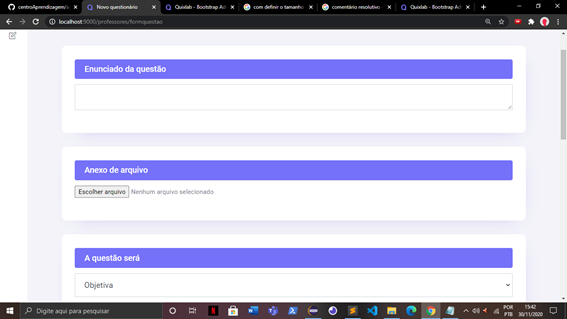 centroAprendizagem/a
Novo questionário
Quixlab - Bootstrap Ad
com definir o tamanho
comentário resolutivo
Quixlab - Bootstrap Ad
localhost:9000/professores/formquestao
Enunciado da questão
Anexo de arquivo
Escolher arquivo Nenhum arquivo selecionado
A questão será
Objetiva
Digite aqui para pesquisar
POR
PTB
15:42
30/11/2020